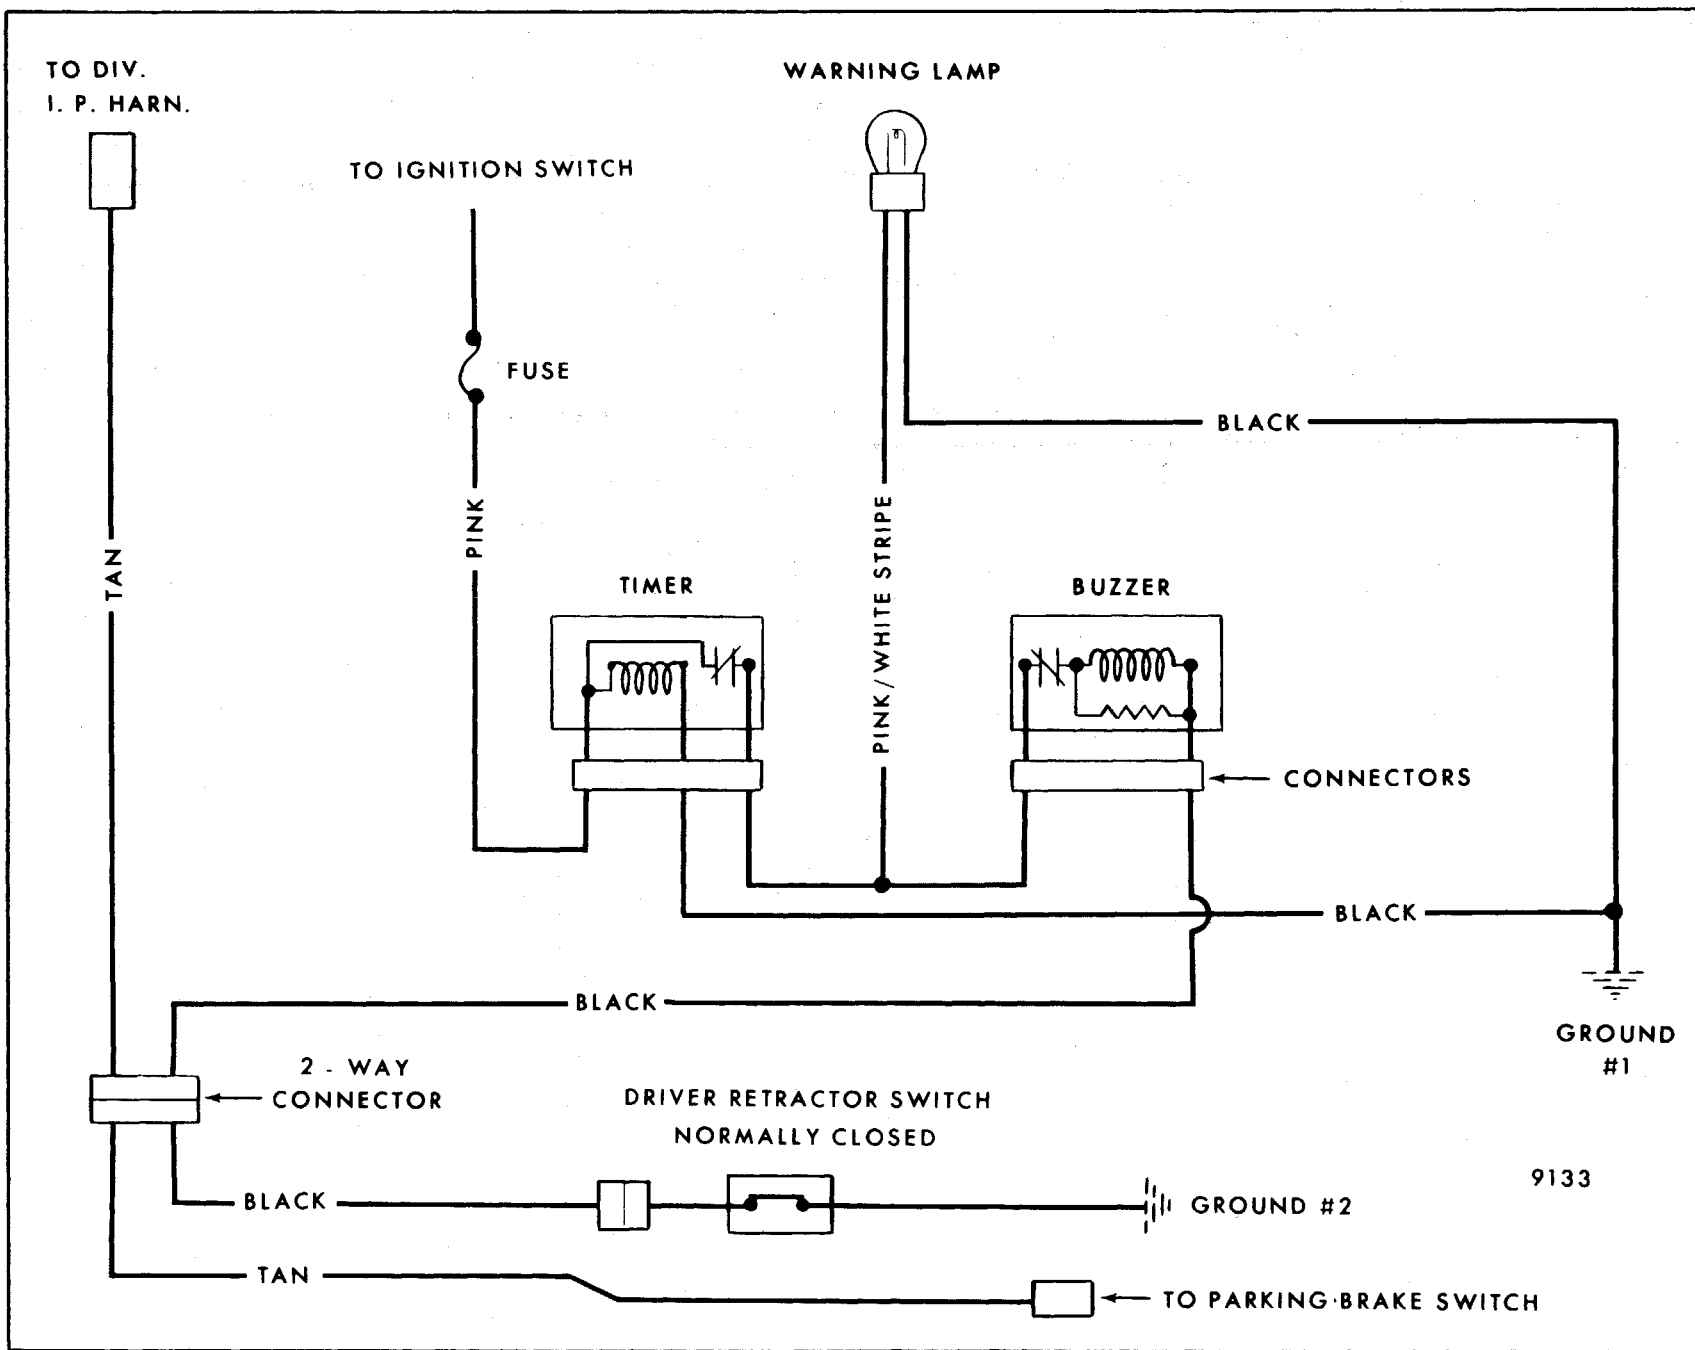 TO DIV.
I. P. HARN.
WARNING LAMP
TO IGNITION SWITCH
FUSE
BLACK
PINK
PINK/WHITE STRIPE
TAN
TIMER
BUZZER
CONNECTORS
BLACK
BLACK
GROUND
#1
2 - WAY
CONNECTOR
DRIVER RETRACTOR SWITCH
NORMALLY CLOSED
9133
BLACK
GROUND #2
TAN
TO PARKING BRAKE SWITCH